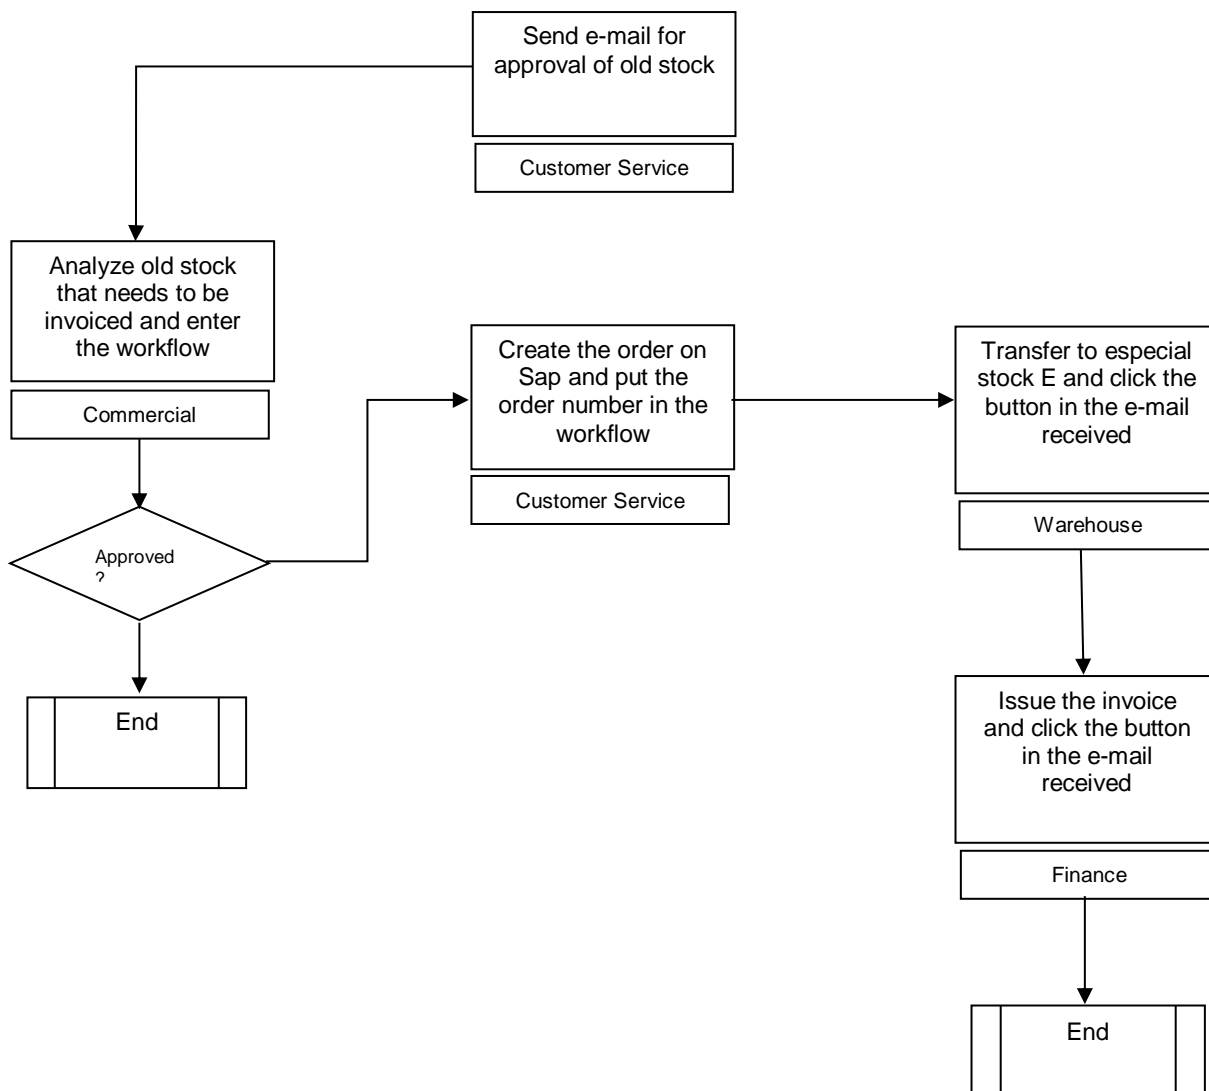 Send e-mail for
approval of old stock
Customer Service
Analyze old stock
that needs to be
invoiced and enter
the workflow
Commercial
Approved
?
End
Create the order on
Sap and put the
order number in the
workflow
Customer Service
Transfer to especial
stock E and click the
button in the e-mail
received
Warehouse
Issue the invoice
and click the button
in the e-mail
received
Finance
End